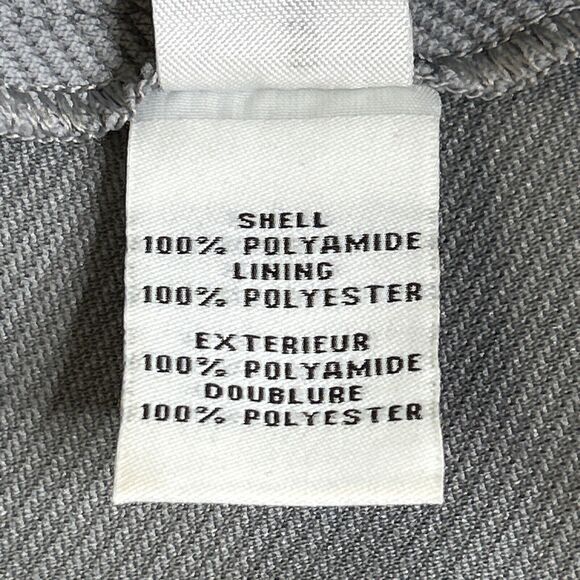 SHELL
100% POLYAMIDE
LINING
100% POLYESTER
EXTERIEUR
100% POLYAMIDE
DOUBLURE
100% POLYESTER